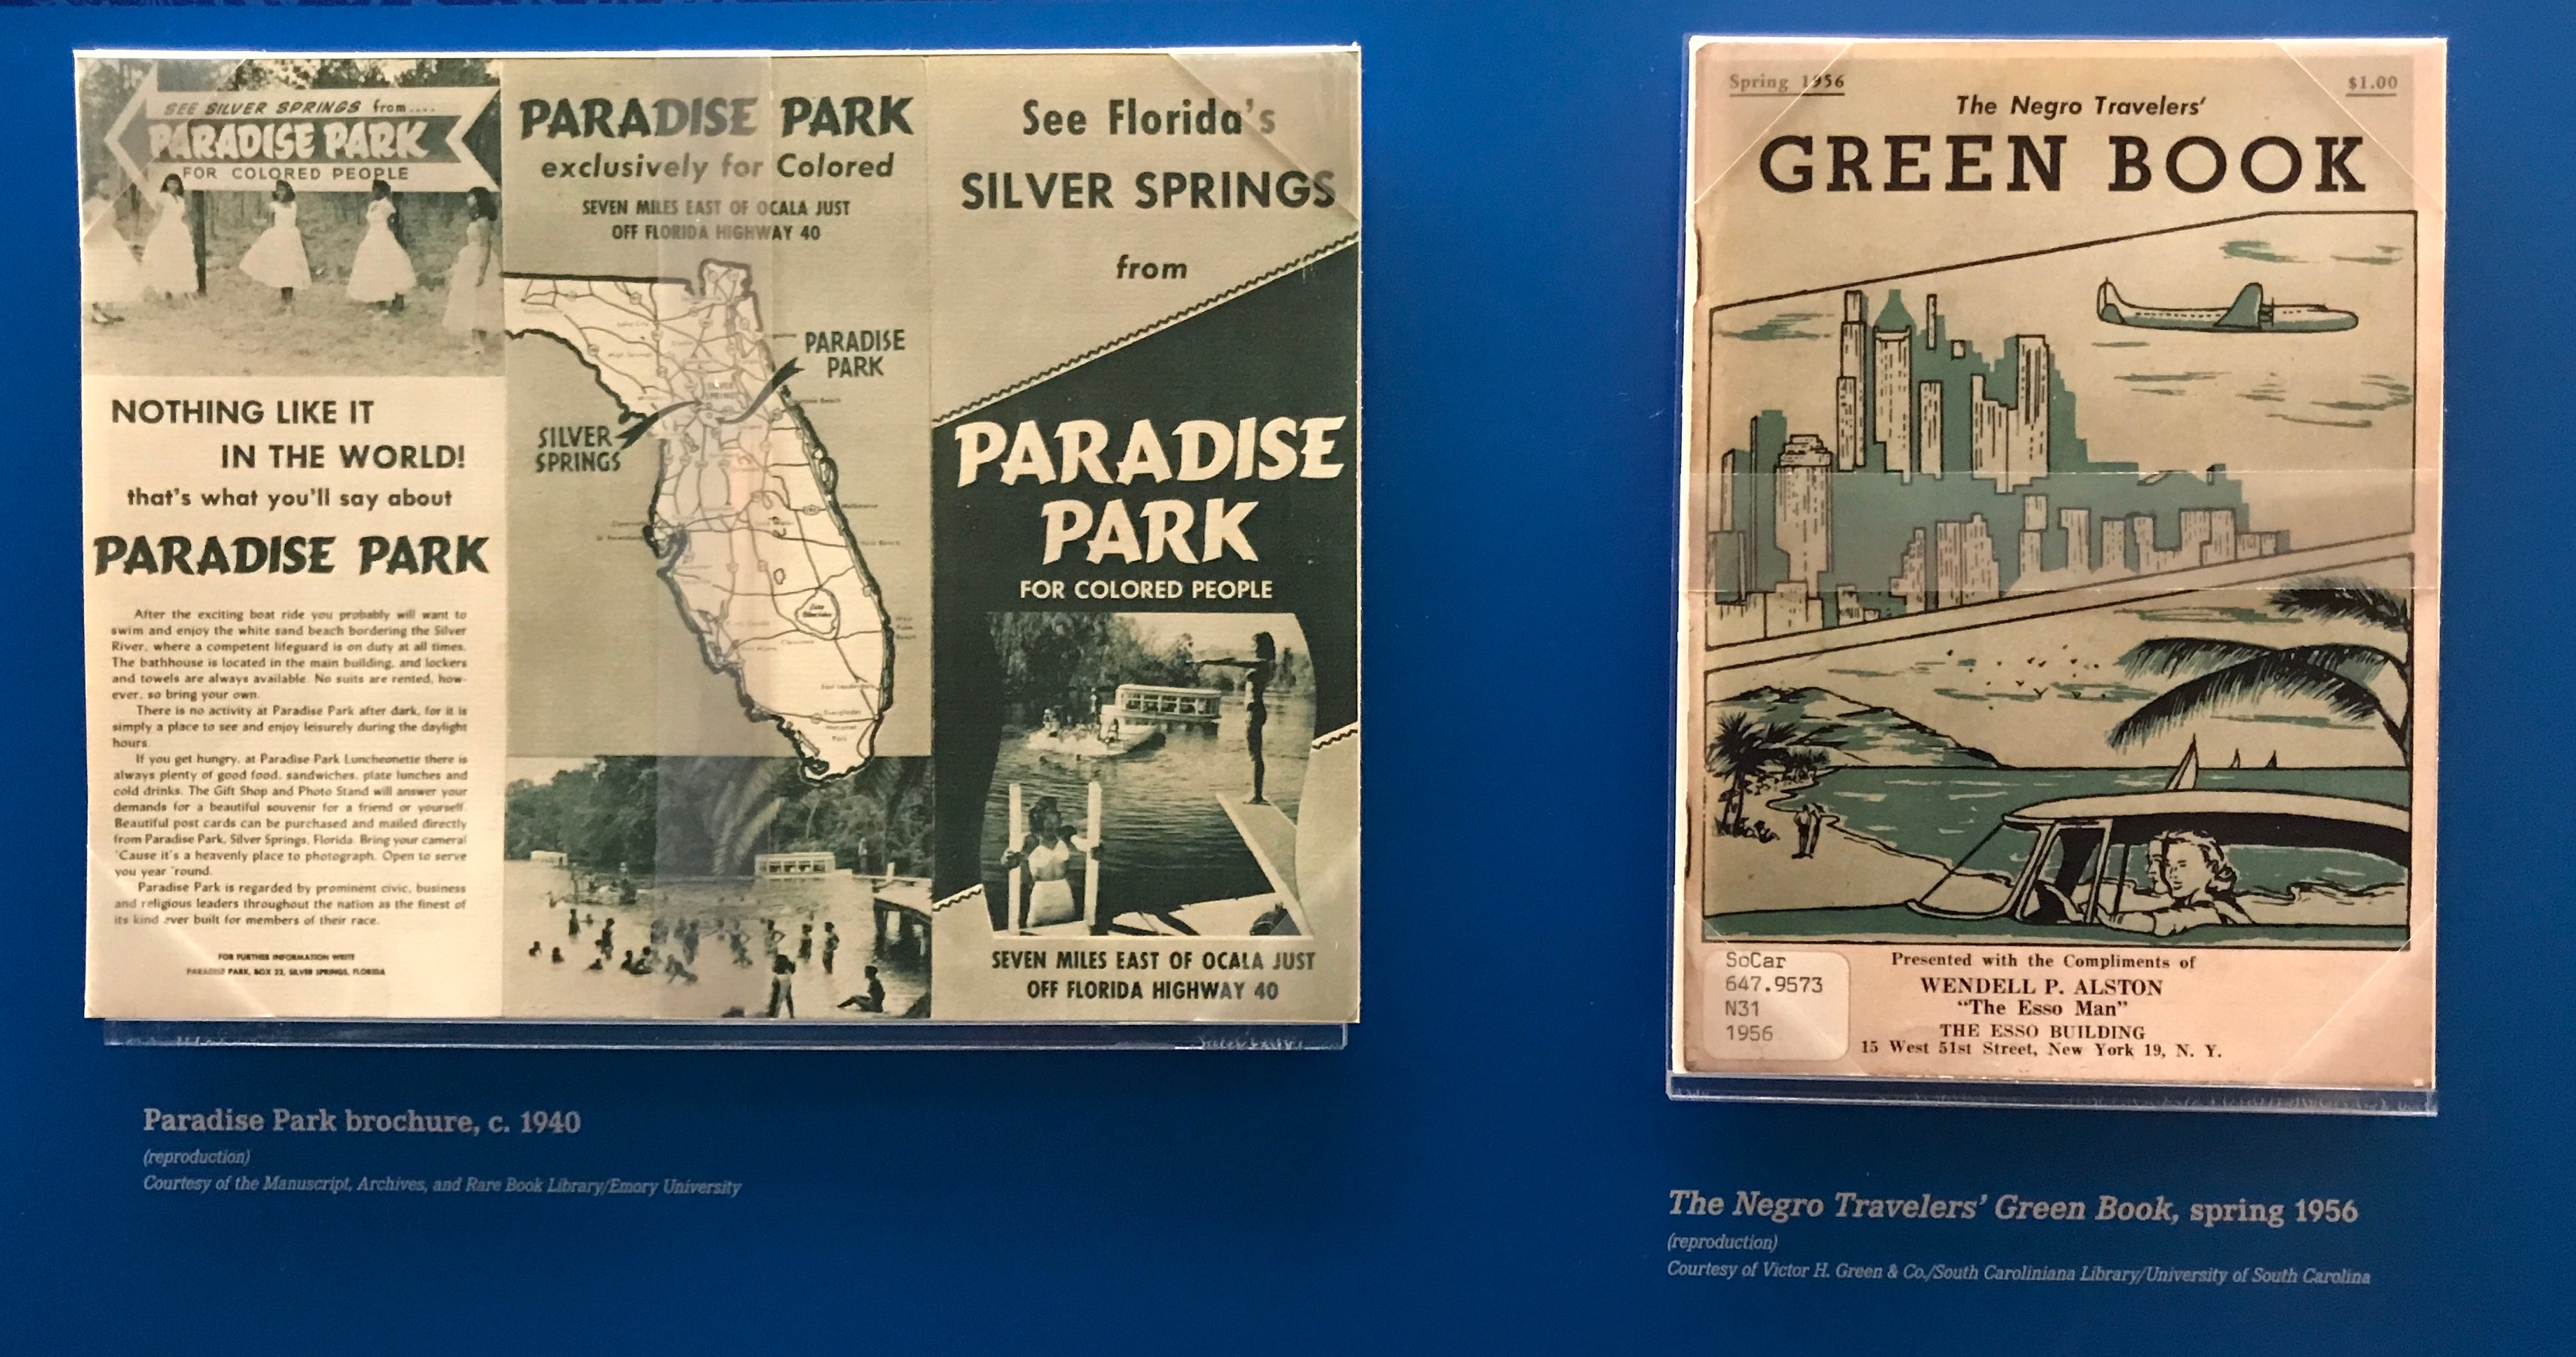 SEE SILVER SPRINGS from....
PARADISE PARK
FOR COLORED PEOPLE
NOTHING LIKE IT
IN THE WORLD!
that's what you'll say about
PARADISE PARK
After the exciting boat ride you probably will want to
swim and enjoy the white sand beach bordering the Silver
River, where a competent lifeguard is on duty at all times.
The bathhouse is located in the main building, and lockers
and towels are always available. No suits are rented, how-
ever, so bring your own.
There is no activity at Paradise Park after dark, for it is
simply a place to see and enjoy leisurely during the daylight
hours.
If you get hungry, at Paradise Park Luncheonette there is
always plenty of good food, sandwiches, plate lunches and
cold drinks. The Gift Shop and Photo Stand will answer your
demands for a beautiful souvenir for a friend or yourself.
Beautiful post cards can be purchased and mailed directly
from Paradise Park, Silver Springs, Florida. Bring your camera!
'Cause it's a heavenly place to photograph. Open to serve
you year 'round.
Paradise Park is regarded by prominent civic, business
and religious leaders throughout the nation as the finest of
its kind ever built for members of their race.
FOR FURTHER INFORMATION WRITE
PARADISE PARK, BOX 22, SILVER SPRINGS, FLORIDA
PARADISE PARK
exclusively for Colored
SEVEN MILES EAST OF OCALA JUST
OFF FLORIDA HIGHWAY 40
PARADISE
PARK
SILVER
SPRINGS
See Florida's
SILVER SPRINGS
from
PARADISE
PARK
FOR COLORED PEOPLE
SEVEN MILES EAST OF OCALA JUST
OFF FLORIDA HIGHWAY 40
Paradise Park brochure, c. 1940
(reproduction)
Courtesy of the Manuscript, Archives, and Rare Book Library/Emory University
Spring 1956
$1.00
The Negro Travelers'
GREEN BOOK
SoCar
647.9573
N31
1956
Presented with the Compliments of
WENDELL P. ALSTON
"The Esso Man"
THE ESSO BUILDING
15 West 51st Street, New York 19, N. Y.
The Negro Travelers' Green Book, spring 1956
(reproduction)
Courtesy of Victor H. Green & Co./South Caroliniana Library/University of South Carolina